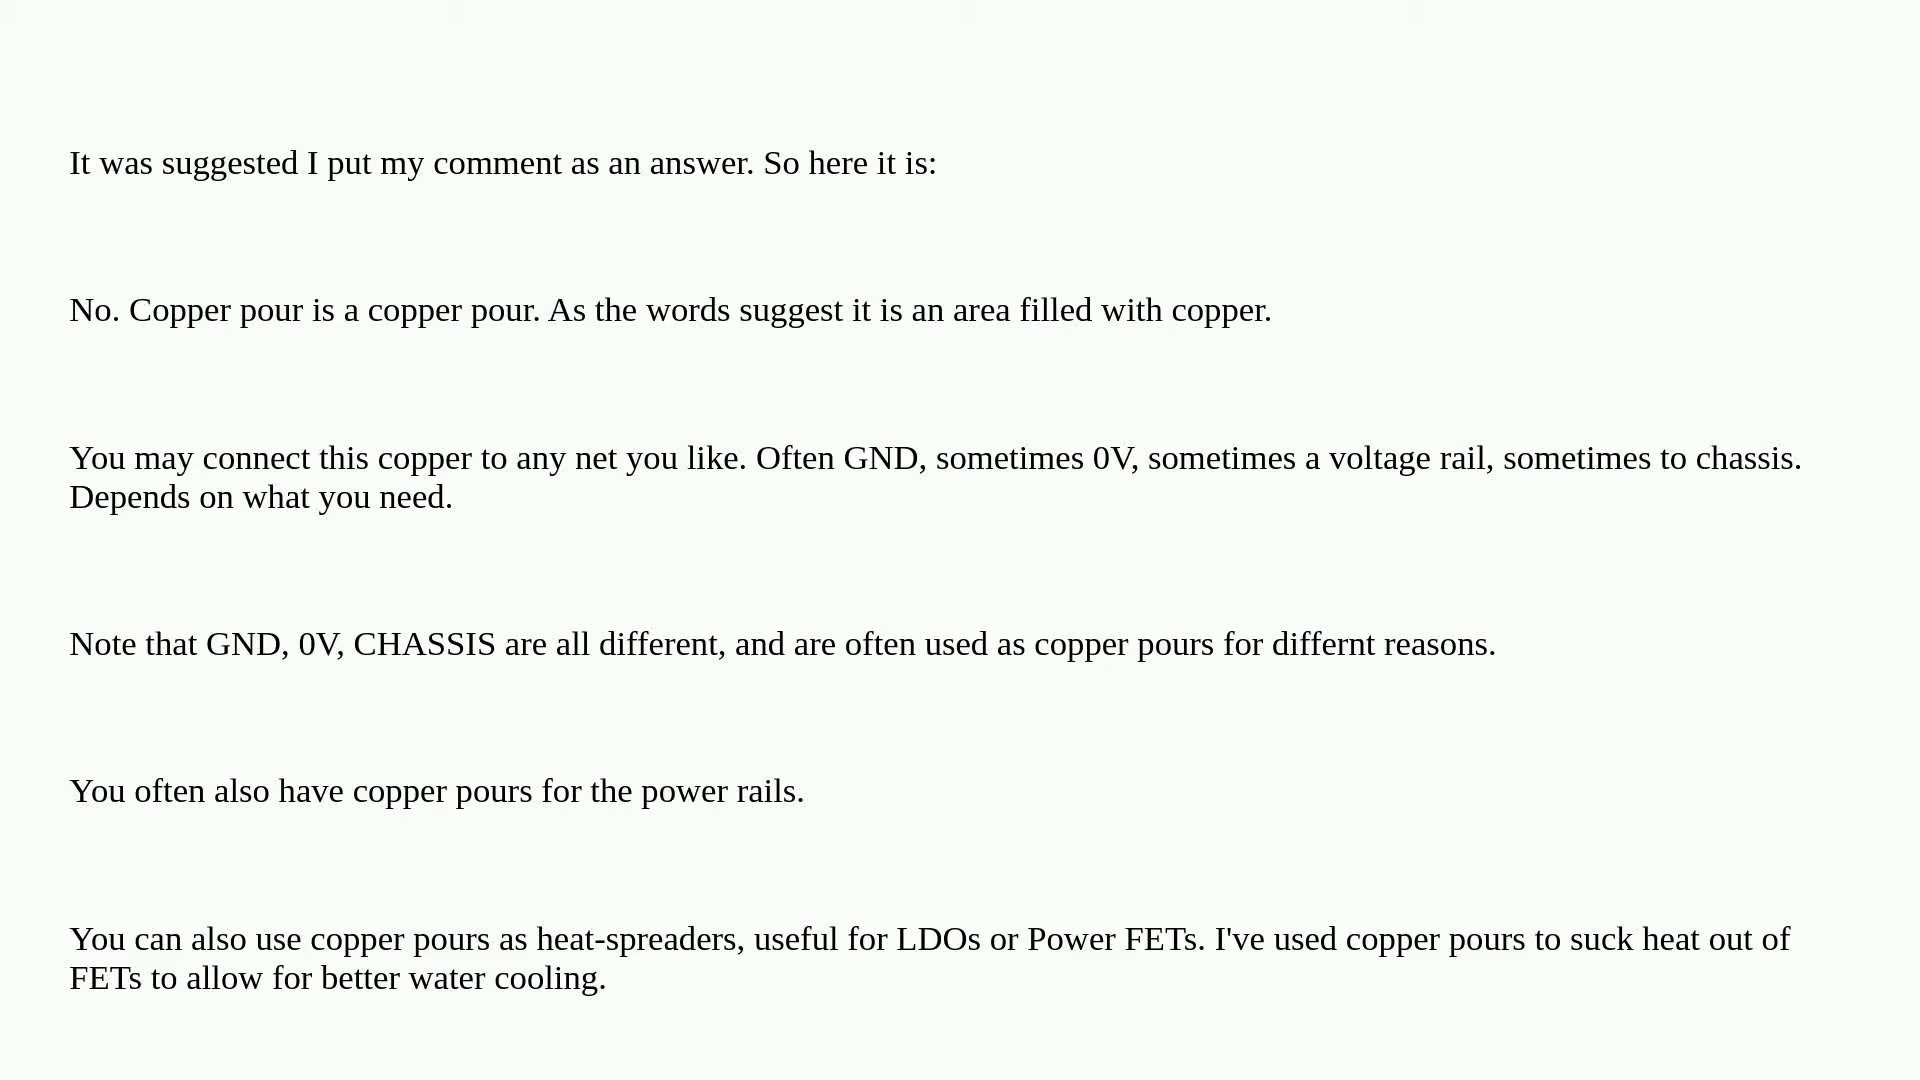 It was suggested I put my comment as an answer. So here it is:
No. Copper pour is a copper pour. As the words suggest it is an area filled with copper.
You may connect this copper to any net you like. Often GND, sometimes 0V, sometimes a voltage rail, sometimes to chassis.
Depends on what you need.
Note that GND, 0V, CHASSIS are all different, and are often used as copper pours for differnt reasons.
You often also have copper pours for the power rails.
You can also use copper pours as heat-spreaders, useful for LDOs or Power FETs. I've used copper pours to suck heat out of
FETs to allow for better water cooling.